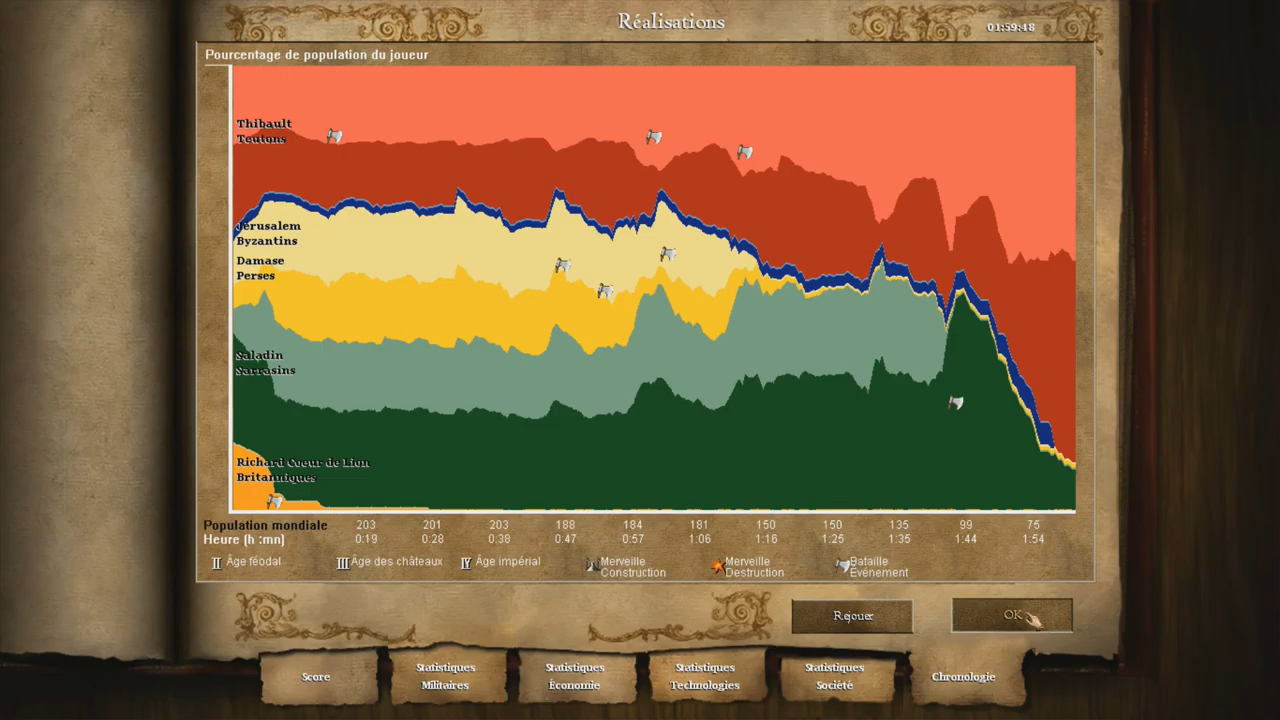 Réalisations
01:59:48
Pourcentage de population du joueur
Thibault
Teutons
Jérusalem
Byzantins
Damase
Perses
Saladin
Sarrasins
Richard Coeur de Lion
Britanniques
Population mondiale 203 201 203 188 184 181 150 150 135 99 75
Heure (h :mn) 0:19 0:28 0:38 0:47 0:57 1:06 1:16 1:25 1:35 1:44 1:54
II Âge féodal III Âge des châteaux IV Âge impérial Merveille Construction Merveille Destruction Bataille Evénement
Rejouer OK
Score Statistiques Militaires Statistiques Économie Statistiques Technologies Statistiques Société Chronologie